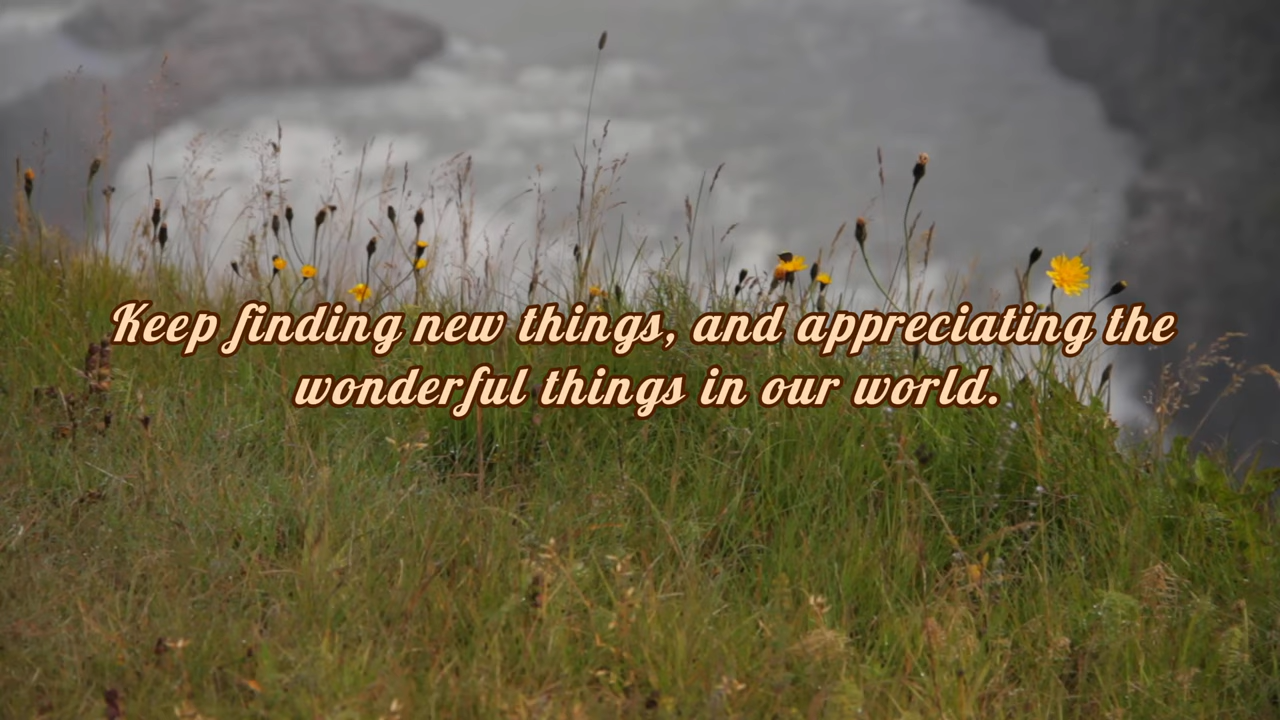 Keep finding new things, and appreciating the
wonderful things in our world.